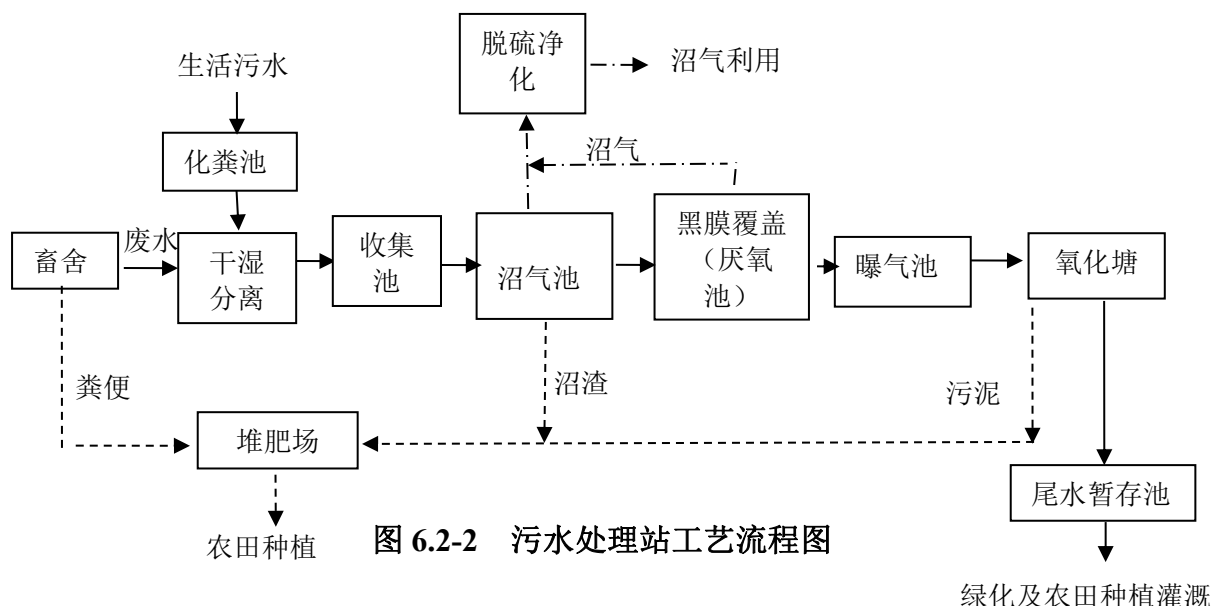 脱硫净
化
沼气利用
生活污水
化粪池
沼气
畜舍
废水
干湿
分离
收集
池
沼气池
黑膜覆盖
（厌氧
池）
曝气池
氧化塘
粪便
沼渣
污泥
堆肥场
尾水暂存池
农田种植
图 6.2-2 污水处理站工艺流程图
绿化及农田种植灌溉